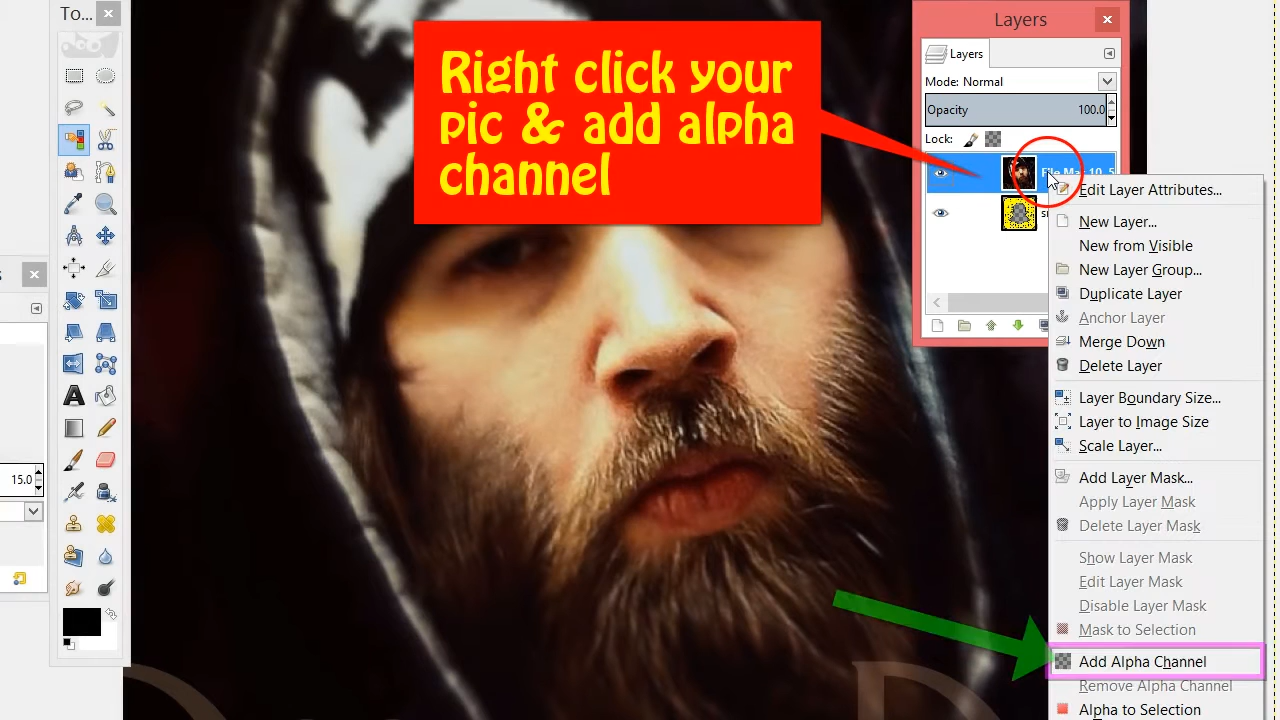 To...
Right click your
pic & add alpha
channel
Layers
Layers
Mode: Normal
Opacity 100.0
Lock:
Edit Layer Attributes...
New Layer...
New from Visible
New Layer Group...
Duplicate Layer
Anchor Layer
Merge Down
Delete Layer
Layer Boundary Size...
Layer to Image Size
Scale Layer...
Add Layer Mask...
Apply Layer Mask
Delete Layer Mask
Show Layer Mask
Edit Layer Mask
Disable Layer Mask
Mask to Selection
Add Alpha Channel
Remove Alpha Channel
Alpha to Selection
15.0